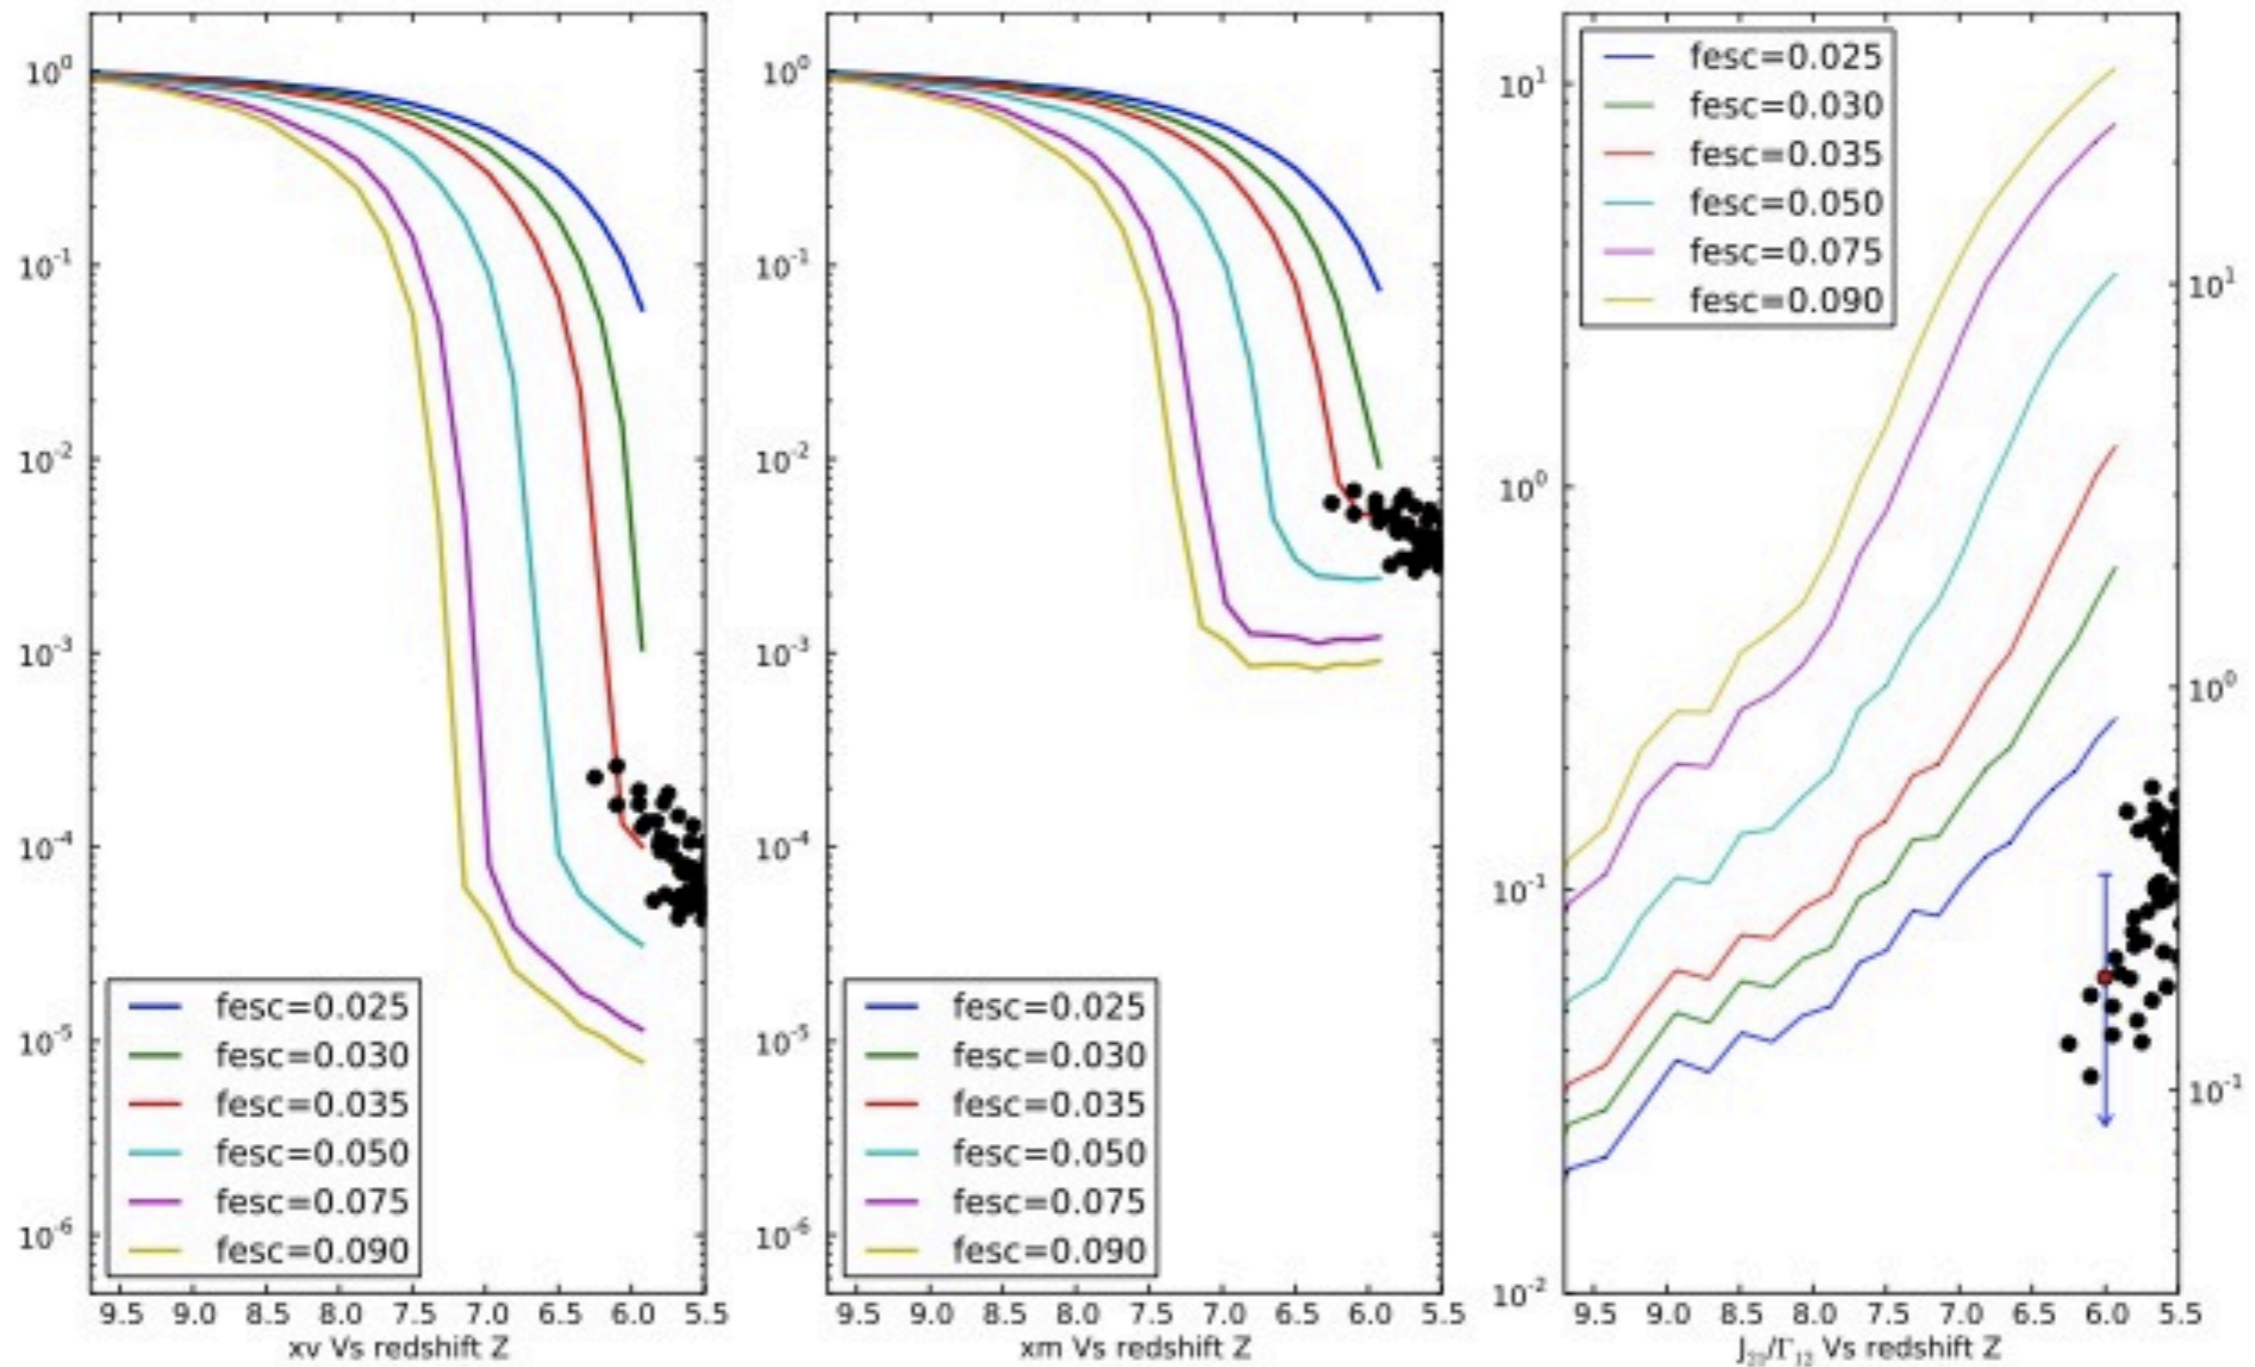 10⁰
10⁻¹
10⁻²
10⁻³
10⁻⁴
10⁻⁵
10⁻⁶
fesc=0.025
fesc=0.030
fesc=0.035
fesc=0.050
fesc=0.075
fesc=0.090
9.5 9.0 8.5 8.0 7.5 7.0 6.5 6.0 5.5
xv Vs redshift Z
10⁰
10⁻¹
10⁻²
10⁻³
10⁻⁴
10⁻⁵
10⁻⁶
fesc=0.025
fesc=0.030
fesc=0.035
fesc=0.050
fesc=0.075
fesc=0.090
9.5 9.0 8.5 8.0 7.5 7.0 6.5 6.0 5.5
xm Vs redshift Z
fesc=0.025
fesc=0.030
fesc=0.035
fesc=0.050
fesc=0.075
fesc=0.090
10¹
10⁰
10⁻¹
10⁻²
10¹
10⁰
10⁻¹
9.5 9.0 8.5 8.0 7.5 7.0 6.5 6.0 5.5
J₂₁/Γ₁₂ Vs redshift Z